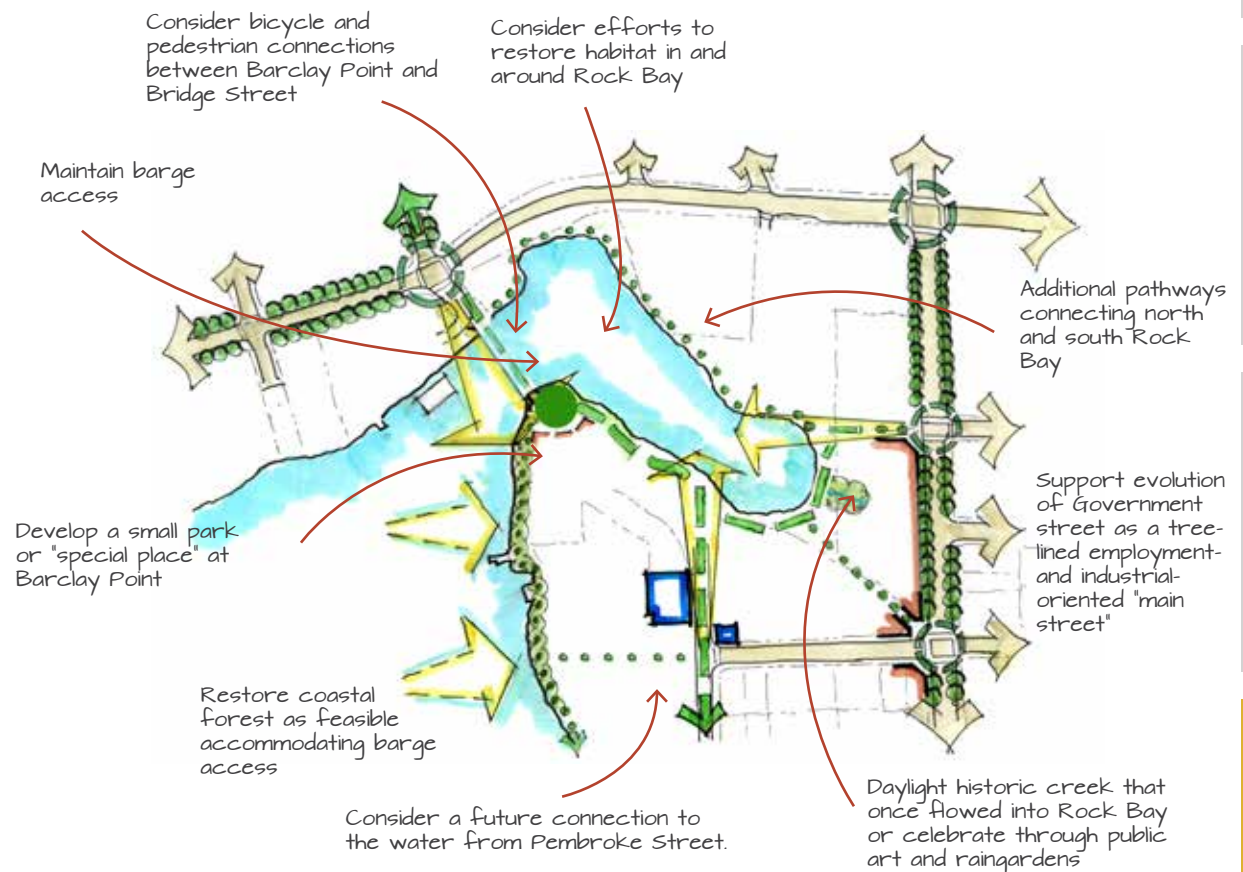 Consider bicycle and
pedestrian connections
between Barclay Point and
Bridge Street
Consider efforts to
restore habitat in and
around Rock Bay
Maintain barge
access
Additional pathways
connecting north
and south Rock
Bay
Support evolution
of Government
street as a tree-
lined employment-
and industrial-
oriented "main
street"
Develop a small park
or "special place" at
Barclay Point
Restore coastal
forest as feasible
accommodating barge
access
Consider a future connection to
the water from Pembroke Street.
Daylight historic creek that
once flowed into Rock Bay
or celebrate through public
art and raingardens